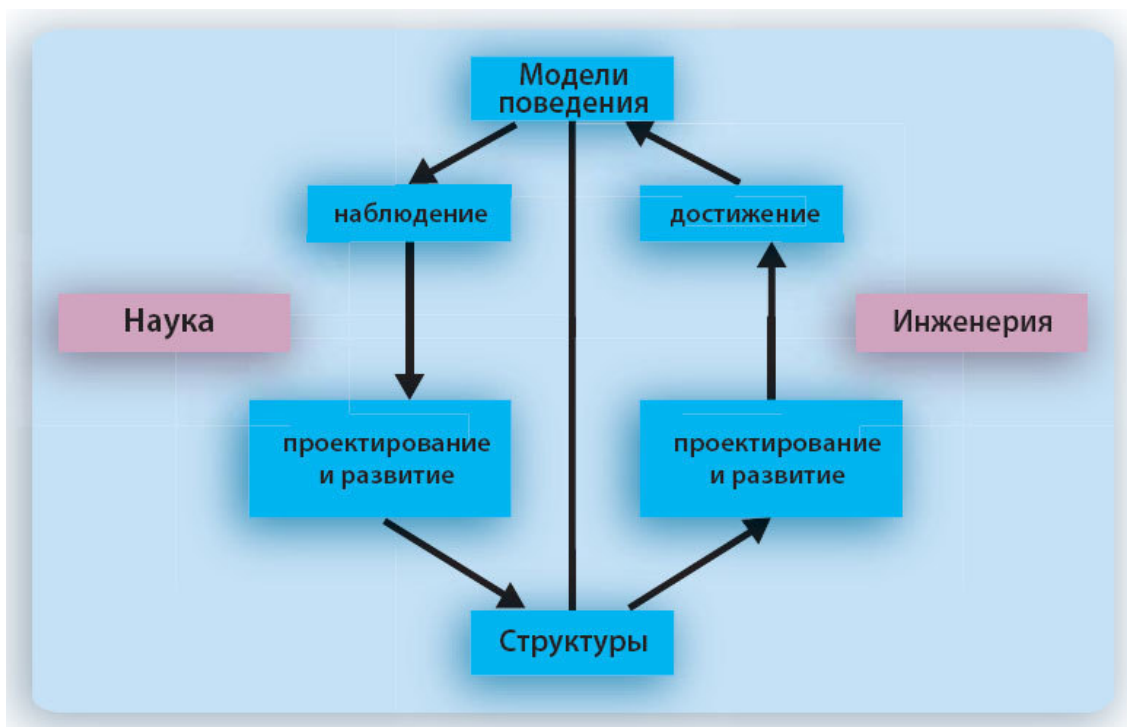 Модели
поведения
наблюдение
достижение
Наука
Инженерия
проектирование
и развитие
проектирование
и развитие
Структуры